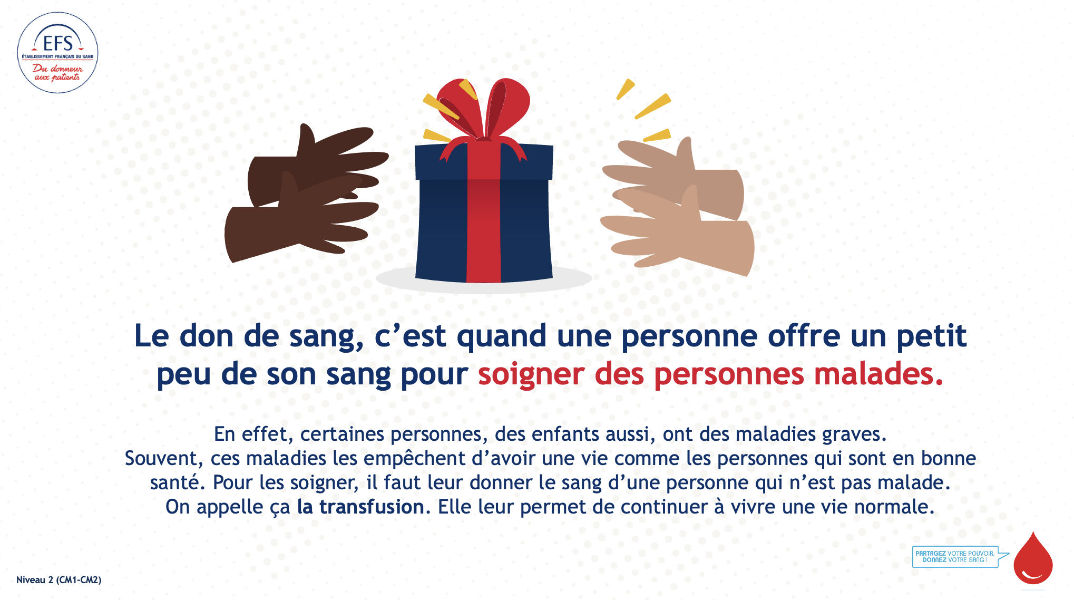 EFS
ÉTABLISSEMENT FRANÇAIS DU SANG
Du donneur
aux patients
Le don de sang, c’est quand une personne offre un petit
peu de son sang pour soigner des personnes malades.
En effet, certaines personnes, des enfants aussi, ont des maladies graves.
Souvent, ces maladies les empêchent d’avoir une vie comme les personnes qui sont en bonne
santé. Pour les soigner, il faut leur donner le sang d’une personne qui n’est pas malade.
On appelle ça la transfusion. Elle leur permet de continuer à vivre une vie normale.
PARTAGEZ VOTRE POUVOIR,
DONNEZ VOTRE SANG !
Niveau 2 (CM1-CM2)